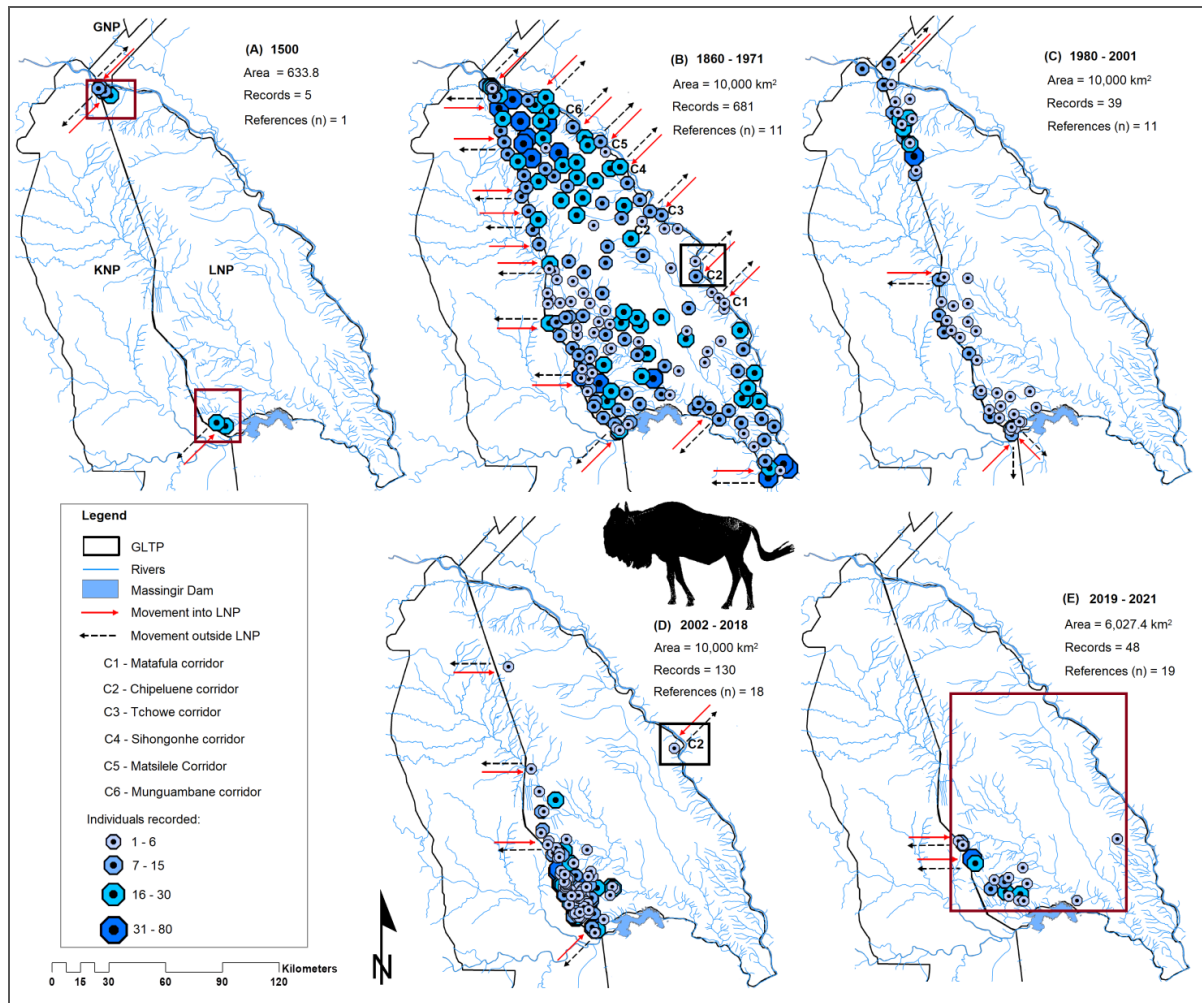 GNP
(A) 1500
Area = 633.8
Records = 5
References (n) = 1
KNP
LNP
(B) 1860 - 1971
Area = 10,000 km²
Records = 681
References (n) = 11
C6
C5
C4
C3
C2
C2
C1
(C) 1980 - 2001
Area = 10,000 km²
Records = 39
References (n) = 11
Legend
GLTP
Rivers
Massingir Dam
Movement into LNP
Movement outside LNP
C1 - Matafula corridor
C2 - Chipeluene corridor
C3 - Tchowe corridor
C4 - Sihongonhe corridor
C5 - Matsilele Corridor
C6 - Munguambane corridor
Individuals recorded:
1 - 6
7 - 15
16 - 30
31 - 80
Kilometers
0 15 30 60 90 120
N
(D) 2002 - 2018
Area = 10,000 km²
Records = 130
References (n) = 18
C2
(E) 2019 - 2021
Area = 6,027.4 km²
Records = 48
References (n) = 19